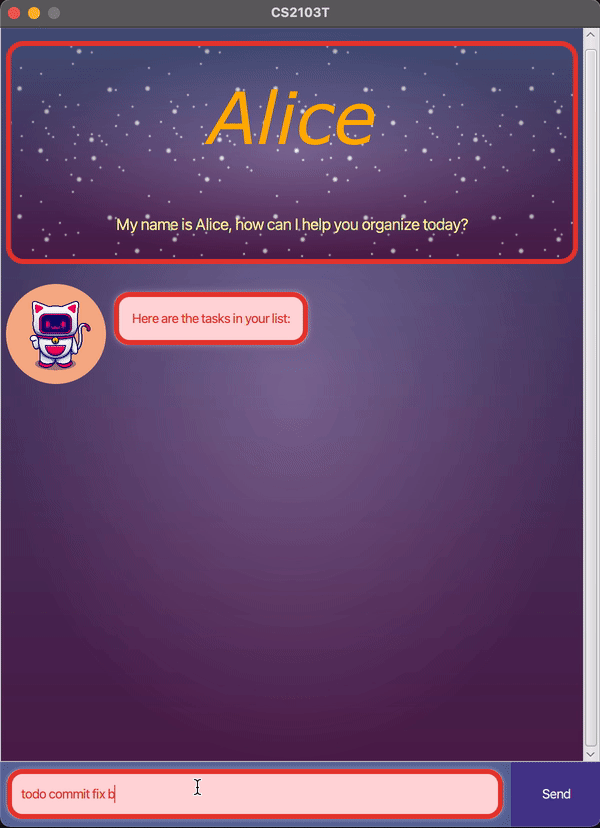 CS2103T
Alice
My name is Alice, how can I help you organize today?
Here are the tasks in your list:
todo commit fix b
Send